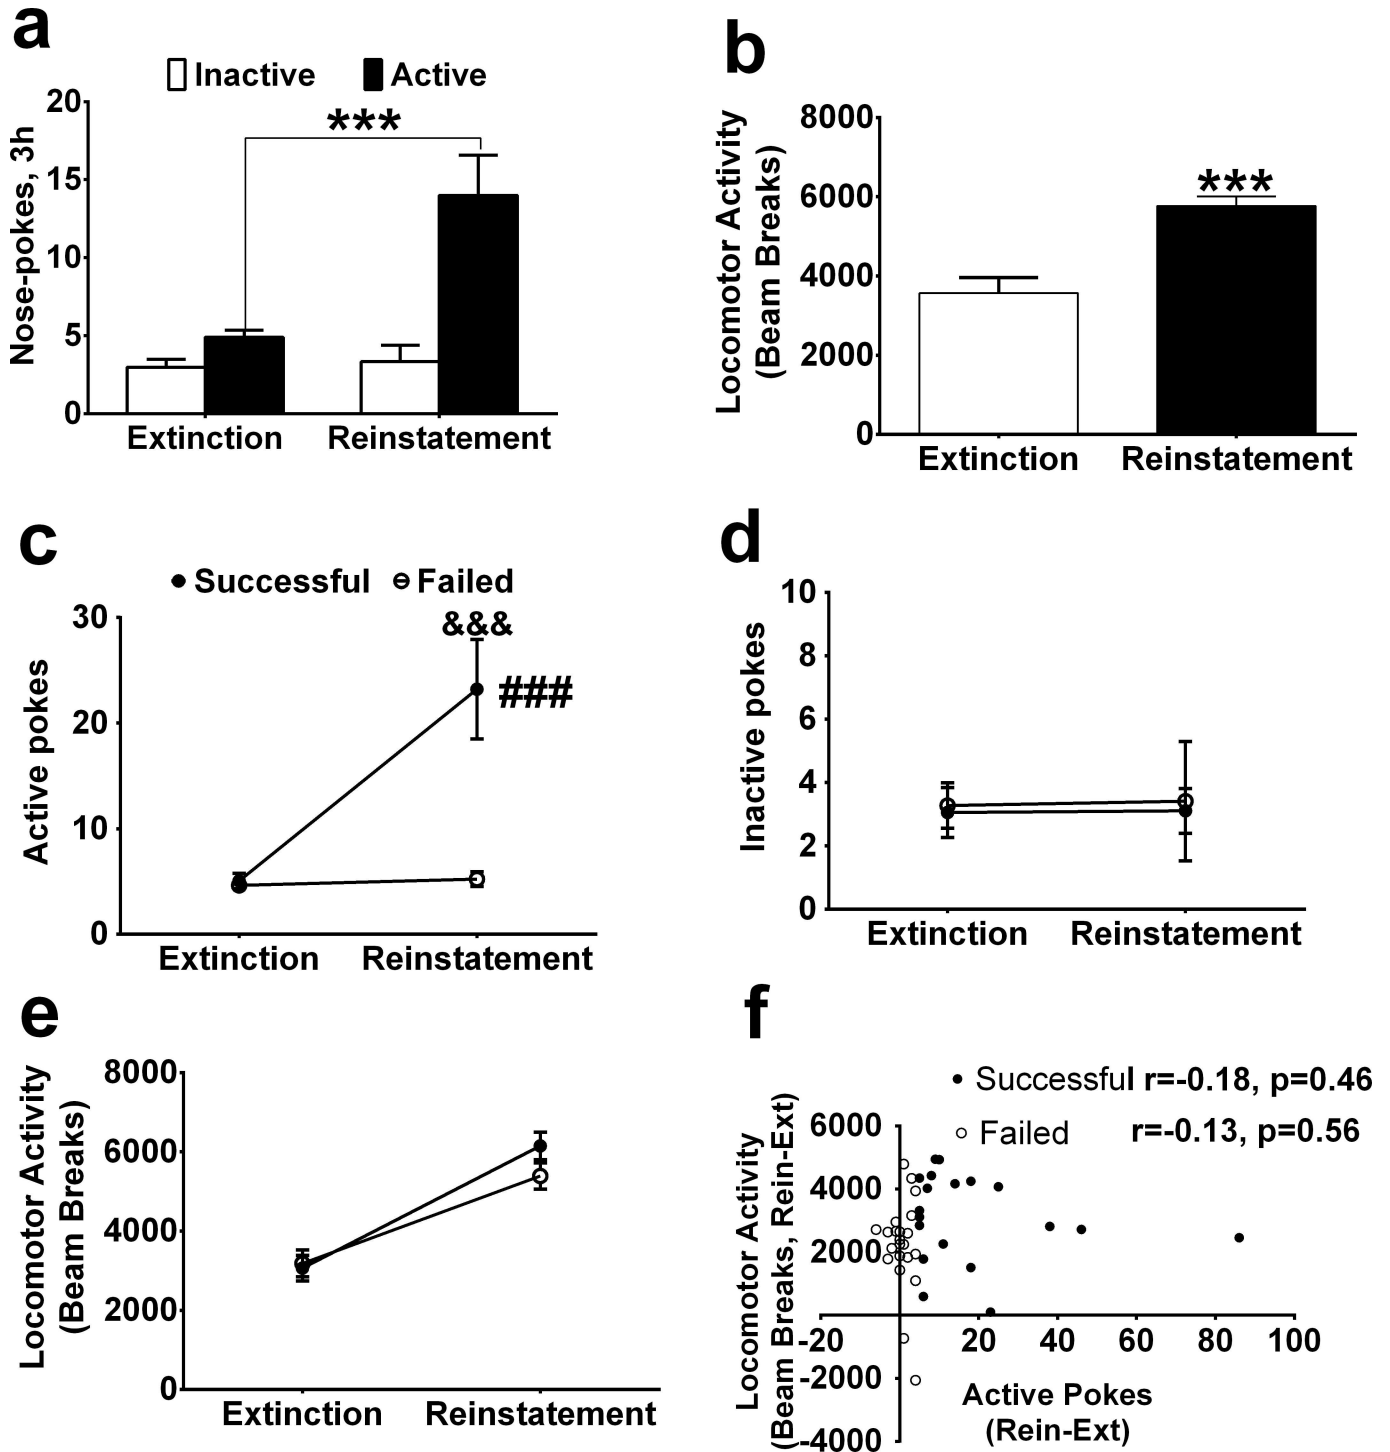 a
Inactive Active
20
15
10
5
0
Nose-pokes, 3h
***
Extinction Reinstatement
b
8000
6000
4000
2000
0
Locomotor Activity
(Beam Breaks)
***
Extinction Reinstatement
c
Successful Failed
&&&
###
30
20
10
0
Active pokes
Extinction Reinstatement
d
10
8
6
4
2
0
Inactive pokes
Extinction Reinstatement
e
8000
6000
4000
2000
0
Locomotor Activity
(Beam Breaks)
Extinction Reinstatement
f
Successful r=-0.18, p=0.46
Failed r=-0.13, p=0.56
6000
4000
2000
-2000
-4000
Locomotor Activity
(Beam Breaks, Rein-Ext)
-20 20 40 60 80 100
Active Pokes
(Rein-Ext)